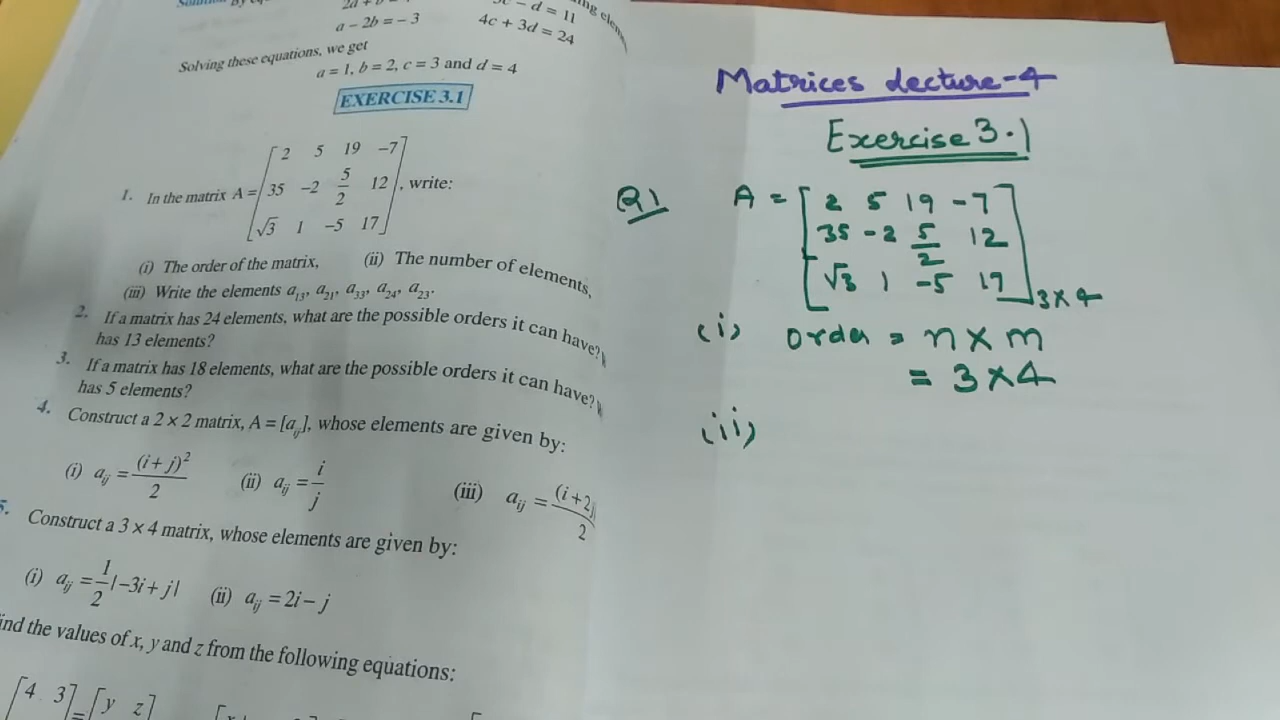 a − 2b = − 3
4c + 3d = 24
Solving these equations, we get
a = 1, b = 2, c = 3 and d = 4
EXERCISE 3.1
1. In the matrix A = [2 5 19 −7
35 −2 5/2 12
√3 1 −5 17], write:
(i) The order of the matrix, (ii) The number of elements,
(iii) Write the elements a₁₃, a₂₁, a₃₃, a₂₄, a₂₃.
2. If a matrix has 24 elements, what are the possible orders it can have?
has 13 elements?
3. If a matrix has 18 elements, what are the possible orders it can have?
has 5 elements?
4. Construct a 2 × 2 matrix, A = [aᵢⱼ], whose elements are given by:
(i) aᵢⱼ = (i + j)²/2 (ii) aᵢⱼ = i/j (iii) aᵢⱼ = (i + 2j/2
5. Construct a 3 × 4 matrix, whose elements are given by:
(i) aᵢⱼ = 1/2 |−3i + j| (ii) aᵢⱼ = 2i − j
the values of x, y and z from the following equations:
[4 3] = [y z]
Matrices Lecture-4
Exercise 3.1
Q1 A = [2 5 19 -7
35 -2 5/2 12
√3 1 -5 17] 3×4
(i) Order = n × m
= 3 × 4
(ii)